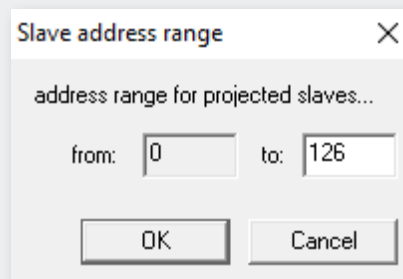 Slave address range
address range for projected slaves...
from: 0 to: 126
OK Cancel